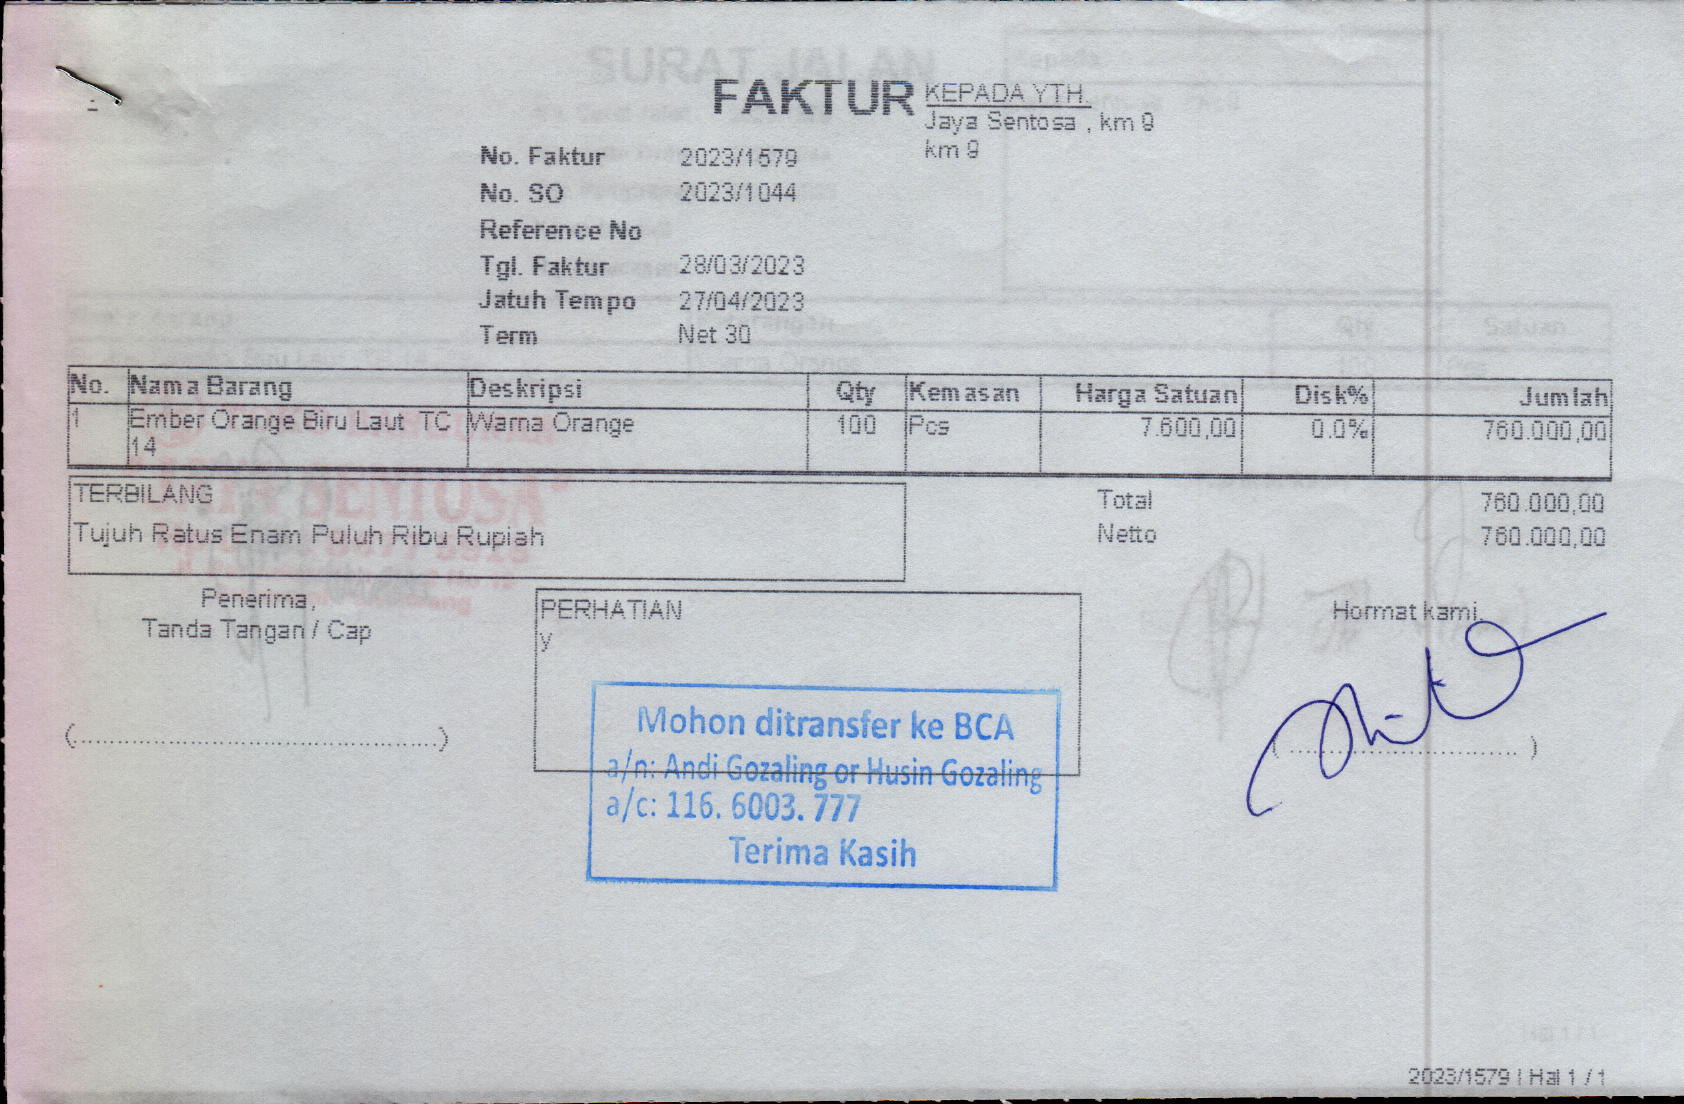 FAKTUR
KEPADA YTH.
Jaya Sentosa , km 9
km 9
No. Faktur 2023/1579
No. SO 2023/1044
Reference No
Tgl. Faktur 28/03/2023
Jatuh Tempo 27/04/2023
Term Net 30
No. Nama Barang Deskripsi Qty Kemasan Harga Satuan Disk% Jumlah
1 Ember Orange Biru Laut TC 14 Warna Orange 100 Pcs 7.600,00 0.0% 760.000,00
TERBILANG
Tujuh Ratus Enam Puluh Ribu Rupiah
Total 760.000,00
Netto 760.000,00
Penerima,
Tanda Tangan / Cap
PERHATIAN
y
Hormat kami,
Mohon ditransfer ke BCA
a/n: Andi Gozaling or Husin Gozaling
a/c: 116. 6003. 777
Terima Kasih
2023/1579 | Hal 1 / 1